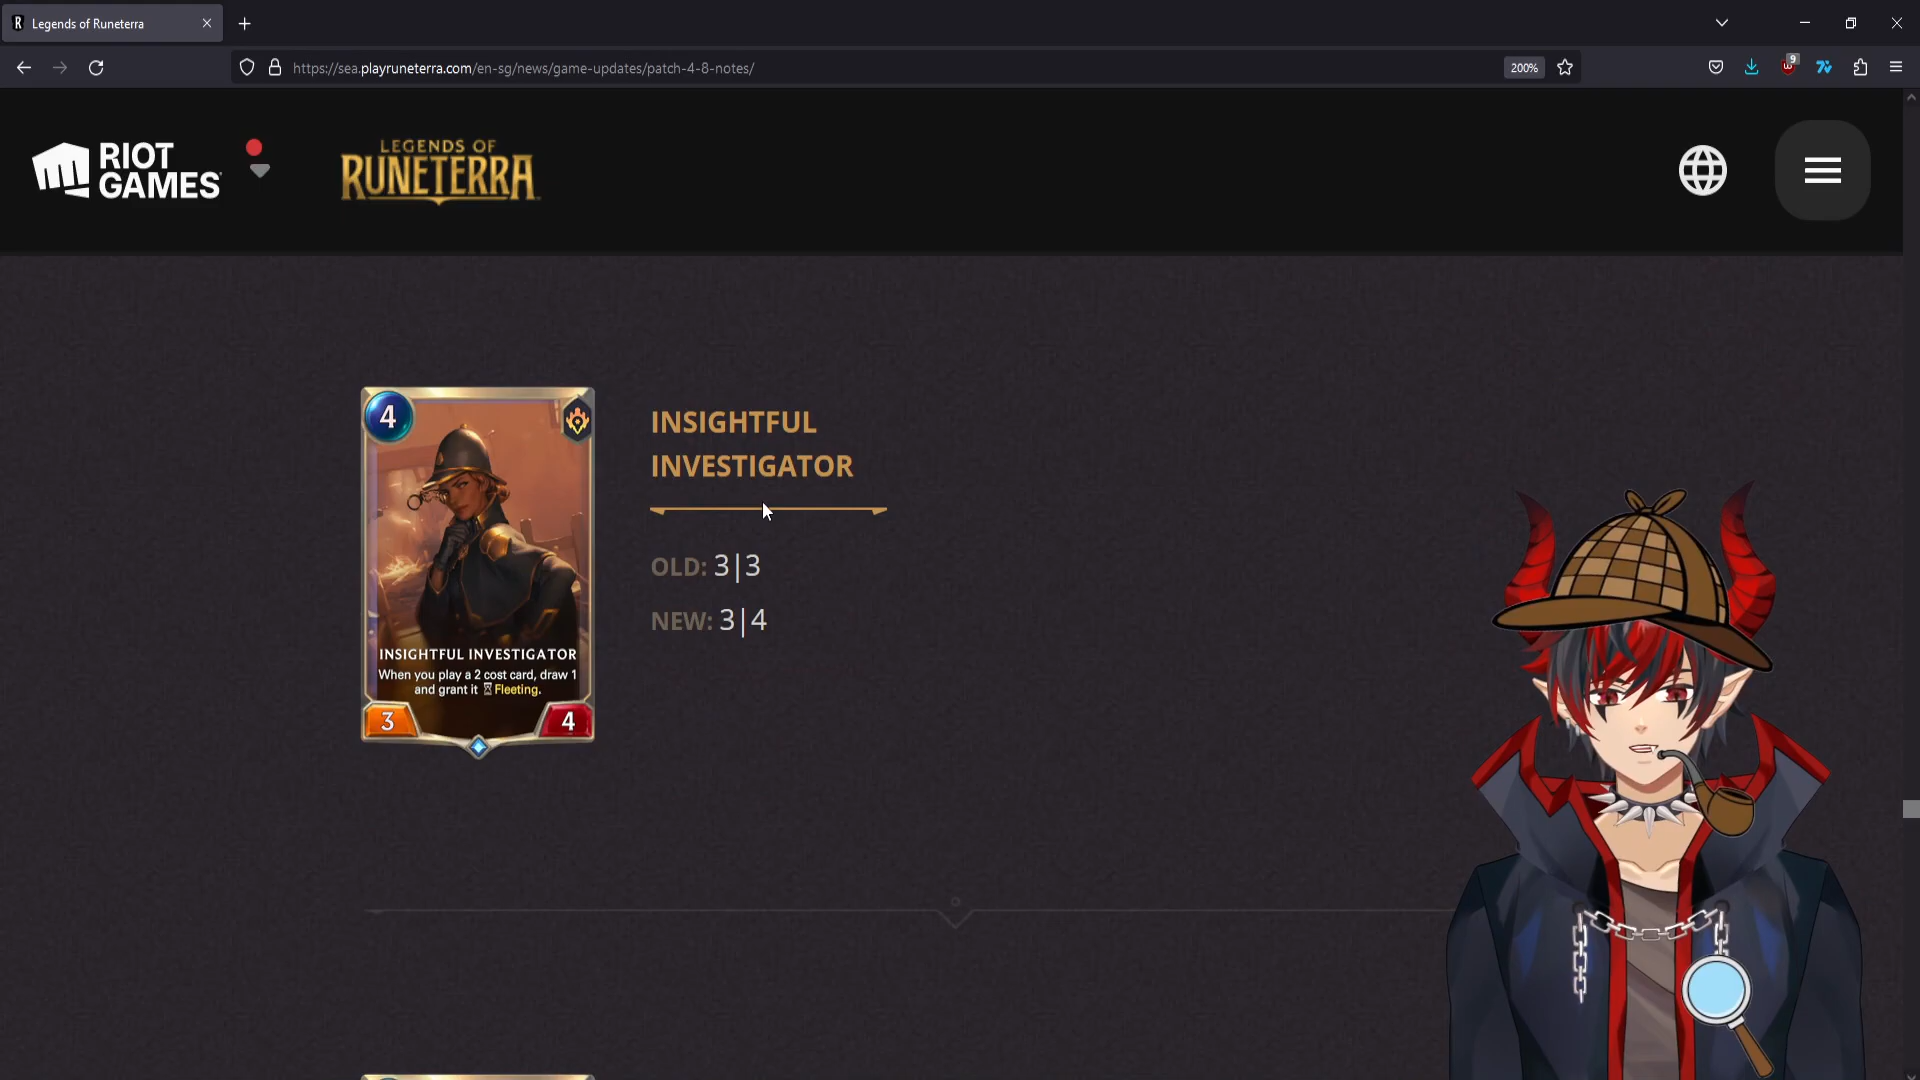 Legends of Runeterra
https://sea.playruneterra.com/en-sg/news/game-updates/patch-4-8-notes/
200%
9
RIOT
GAMES
LEGENDS OF
RUNETERRA
4
INSIGHTFUL
INVESTIGATOR
OLD: 3|3
NEW: 3|4
INSIGHTFUL INVESTIGATOR
When you play a 2 cost card, draw 1
and grant it Fleeting.
3
4